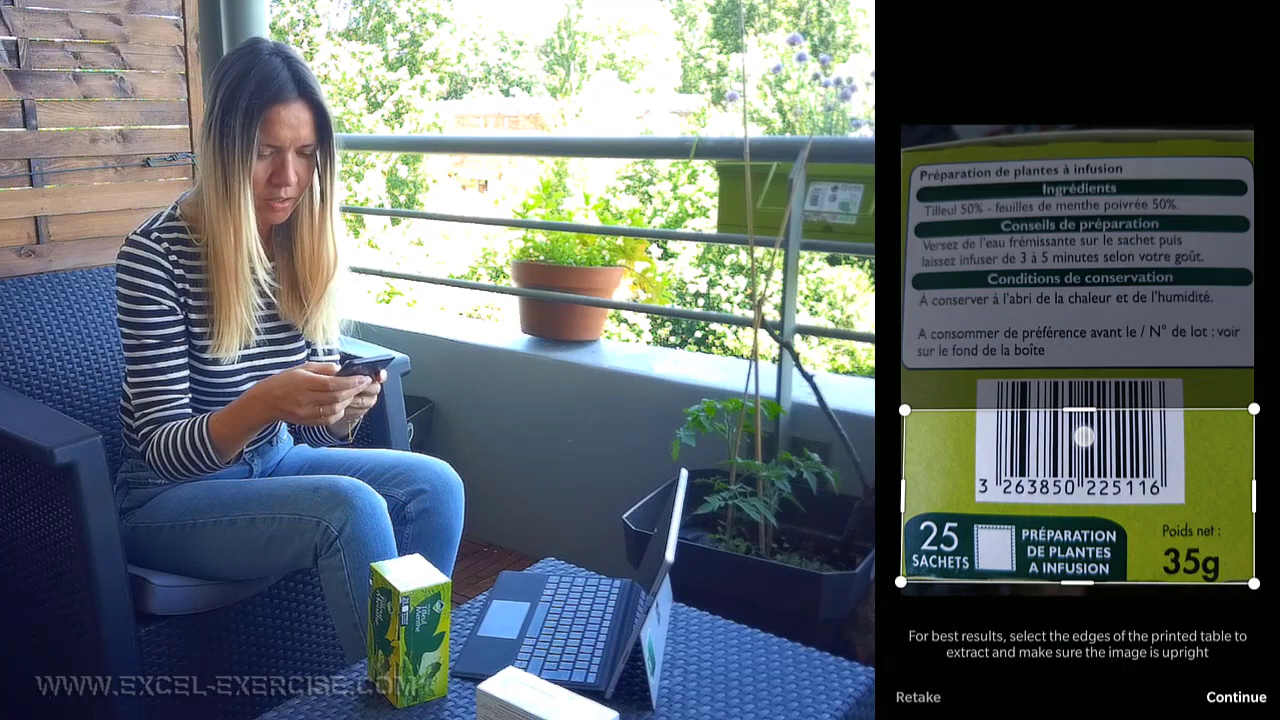 Préparation de plantes à infusion
Ingrédients
Tilleul 50% - feuilles de menthe poivrée 50%.
Conseils de préparation
Versez de l'eau frémissante sur le sachet puis
laissez infuser de 3 à 5 minutes selon votre goût.
Conditions de conservation
À conserver à l'abri de la chaleur et de l'humidité.
A consommer de préférence avant le / N° de lot : voir
sur le fond de la boîte
3 263850 225116
25
SACHETS
PRÉPARATION
DE PLANTES
A INFUSION
Poids net :
35g
For best results, select the edges of the printed table to
extract and make sure the image is upright
Retake
Continue
WWW.EXCEL-EXERCISE.COM